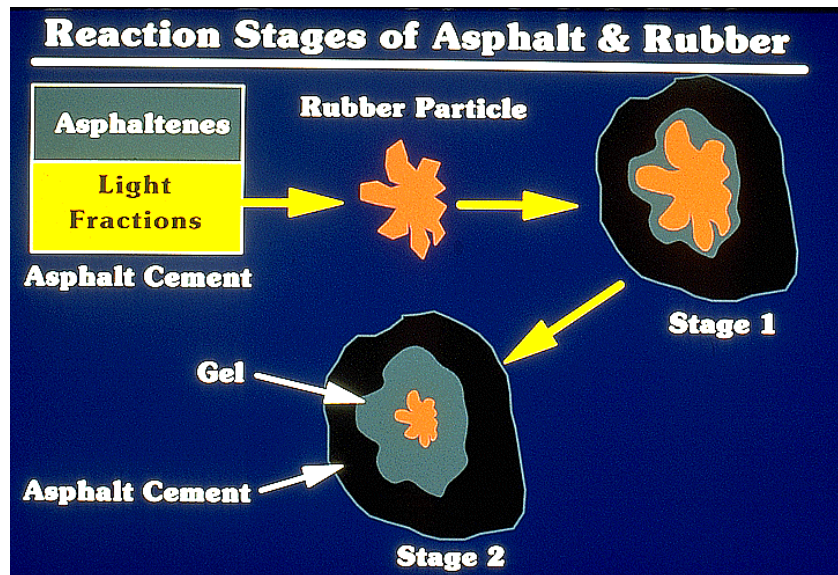 Reaction Stages of Asphalt & Rubber
Asphaltenes
Light
Fractions
Asphalt Cement
Rubber Particle
Stage 1
Gel
Asphalt Cement
Stage 2